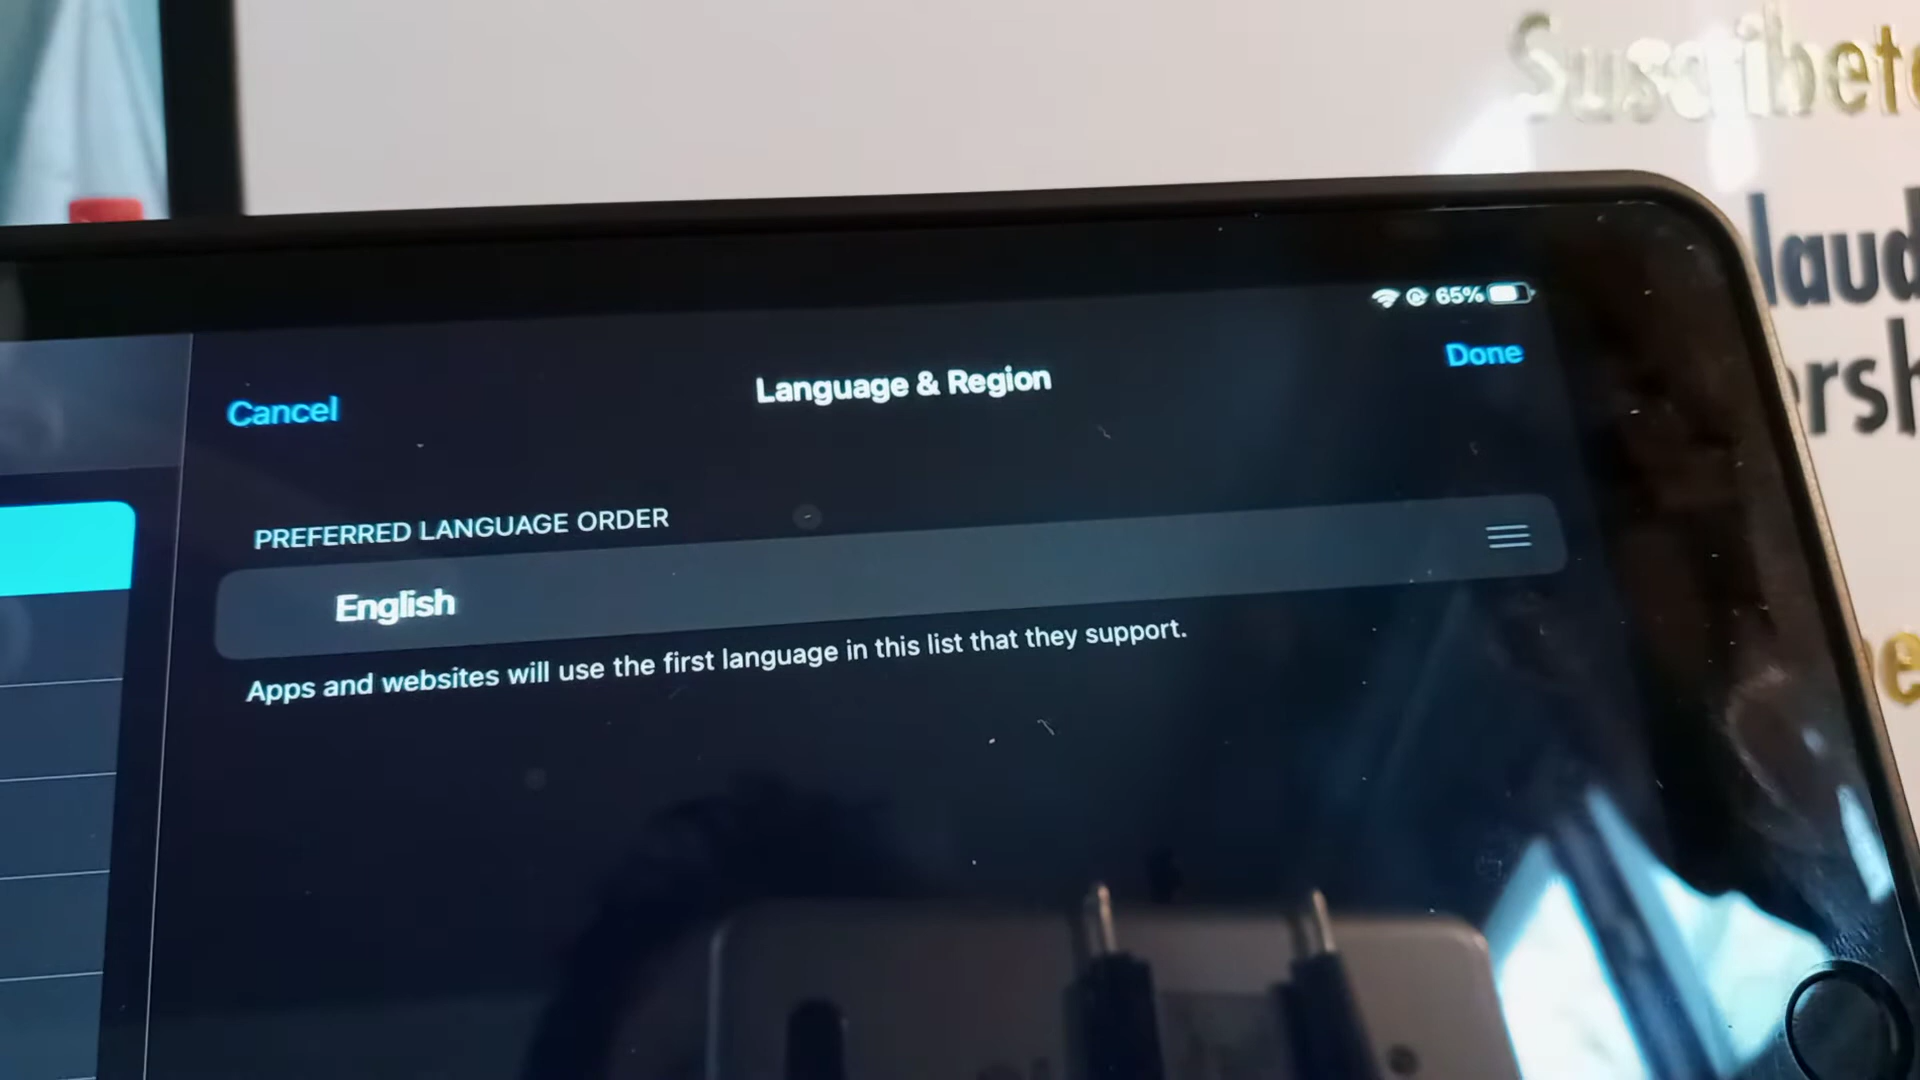 Suscribete
65%
Cancel
Language & Region
Done
PREFERRED LANGUAGE ORDER
English
Apps and websites will use the first language in this list that they support.